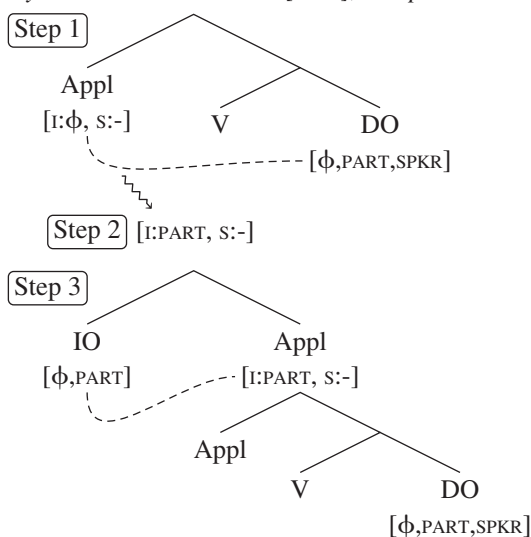 Step 1
Appl
[I:ϕ, S:-]
V
DO
[ϕ,PART,SPKR]
Step 2 [I:PART, S:-]
Step 3
IO
Appl
[ϕ,PART]
[I:PART, S:-]
Appl
V
DO
[ϕ,PART,SPKR]